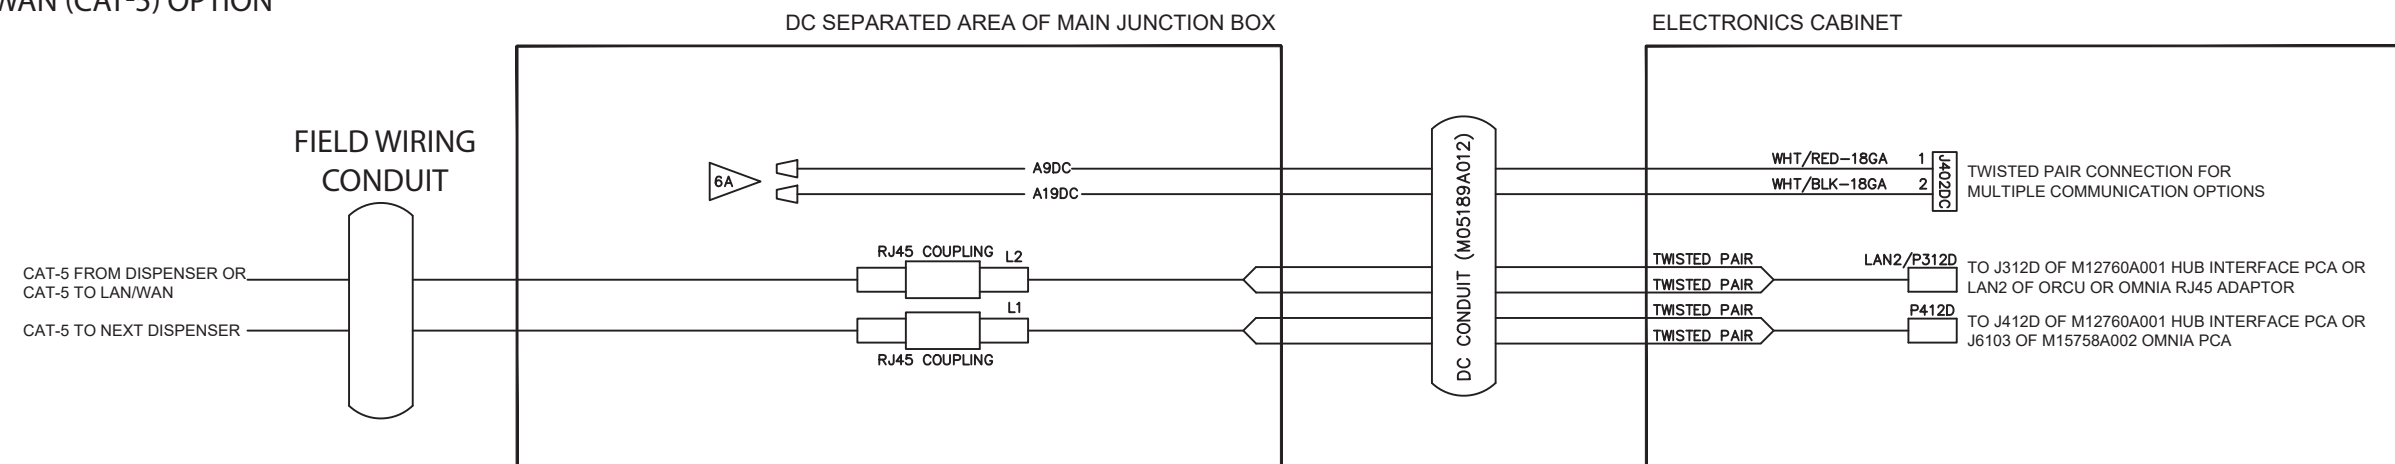 WAN (CAT-5) OPTION
DC SEPARATED AREA OF MAIN JUNCTION BOX
ELECTRONICS CABINET
FIELD WIRING
CONDUIT
6A
A9DC
A19DC
DC CONDUIT (M05189A012)
WHT/RED-18GA 1
WHT/BLK-18GA 2
J402DC
TWISTED PAIR CONNECTION FOR
MULTIPLE COMMUNICATION OPTIONS
CAT-5 FROM DISPENSER OR
CAT-5 TO LAN/WAN
RJ45 COUPLING L2
TWISTED PAIR
TWISTED PAIR
LAN2/P312D
TO J312D OF M12760A001 HUB INTERFACE PCA OR
LAN2 OF ORCU OR OMNIA RJ45 ADAPTOR
CAT-5 TO NEXT DISPENSER
L1
RJ45 COUPLING
TWISTED PAIR
TWISTED PAIR
P412D
TO J412D OF M12760A001 HUB INTERFACE PCA OR
J6103 OF M15758A002 OMNIA PCA